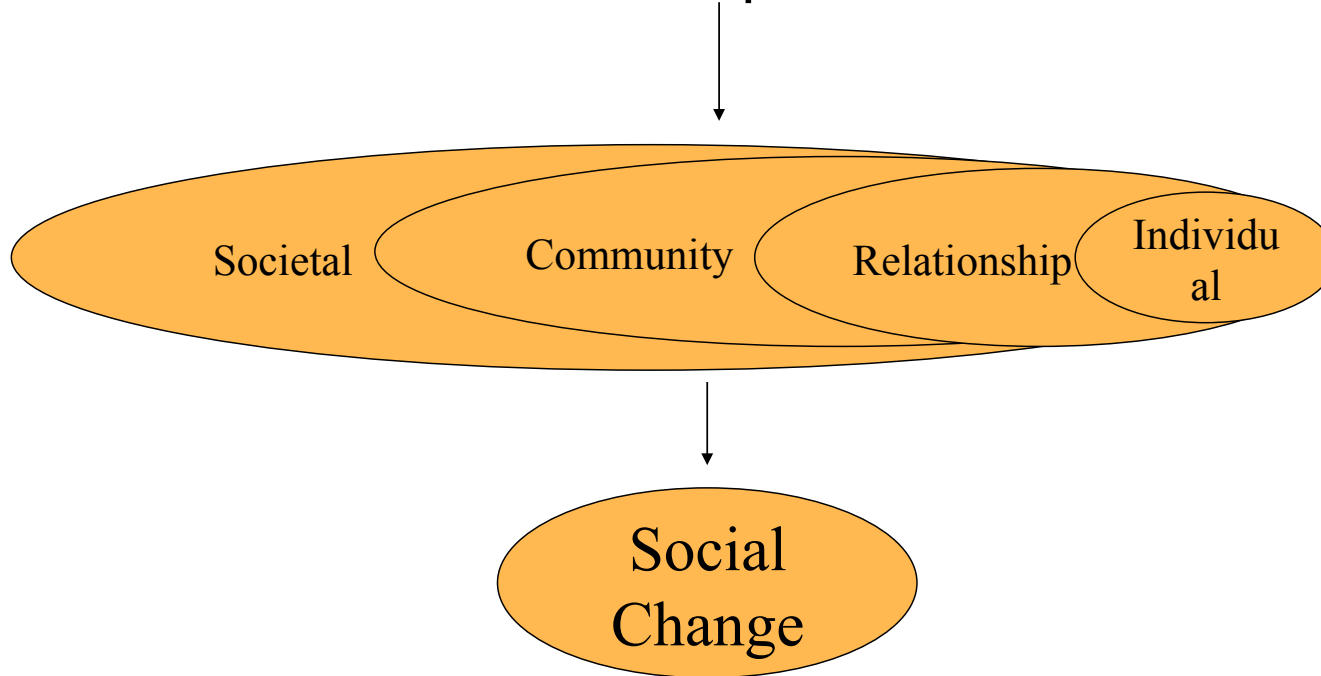 Societal
Community
Relationship
Individu
al
Social
Change